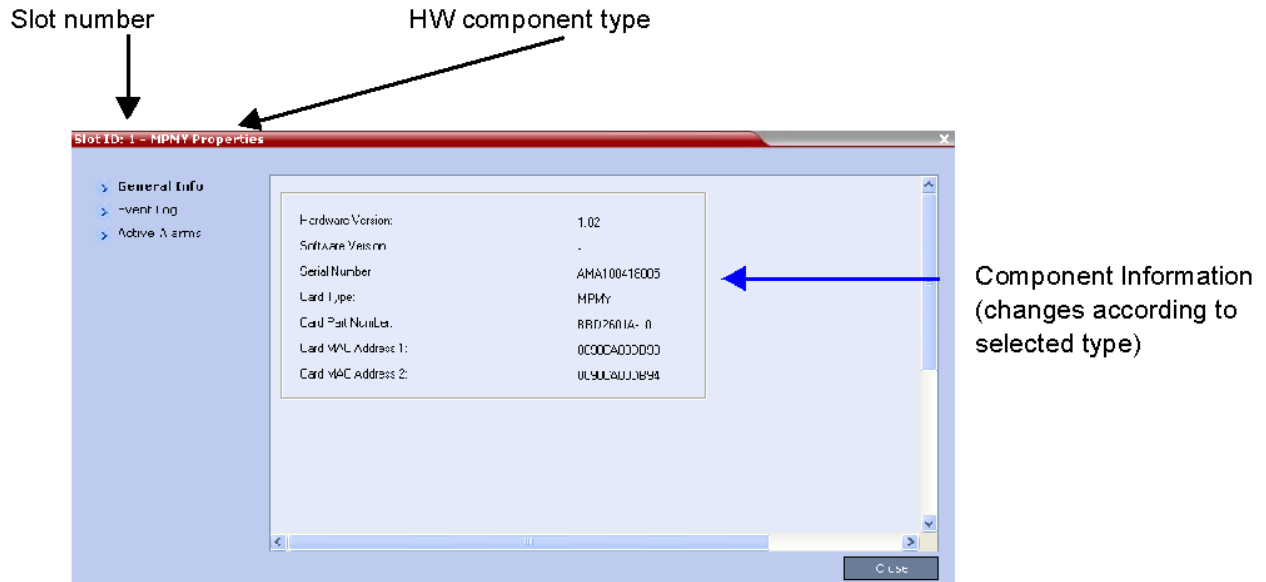 Slot number
HW component type
Slot ID: 1 - MPMY Properties
General Info
Event Log
Active Alarms
Hardware Version: 1.02
Software Version -
Serial Number AMA100418005
Card Type: MPMY
Card Part Number:
Card MAC Address 1:
Card MAC Address 2:
Component Information
(changes according to
selected type)
Close